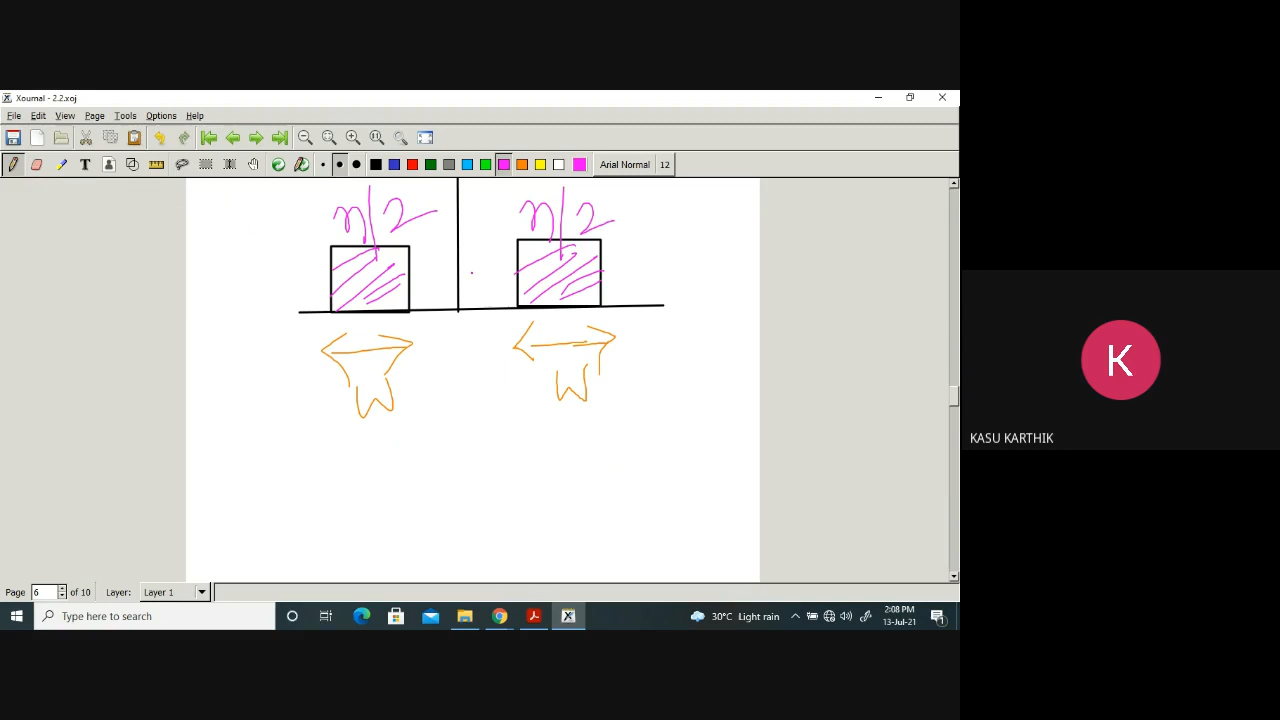 Xournal - 2.2.xoj
File Edit View Page Tools Options Help
T Arial Normal 12
n/2 n/2
W W
Page 6 of 10 Layer: Layer 1
Type here to search
30°C Light rain
2:08 PM
13-Jul-21
1
K
KASU KARTHIK